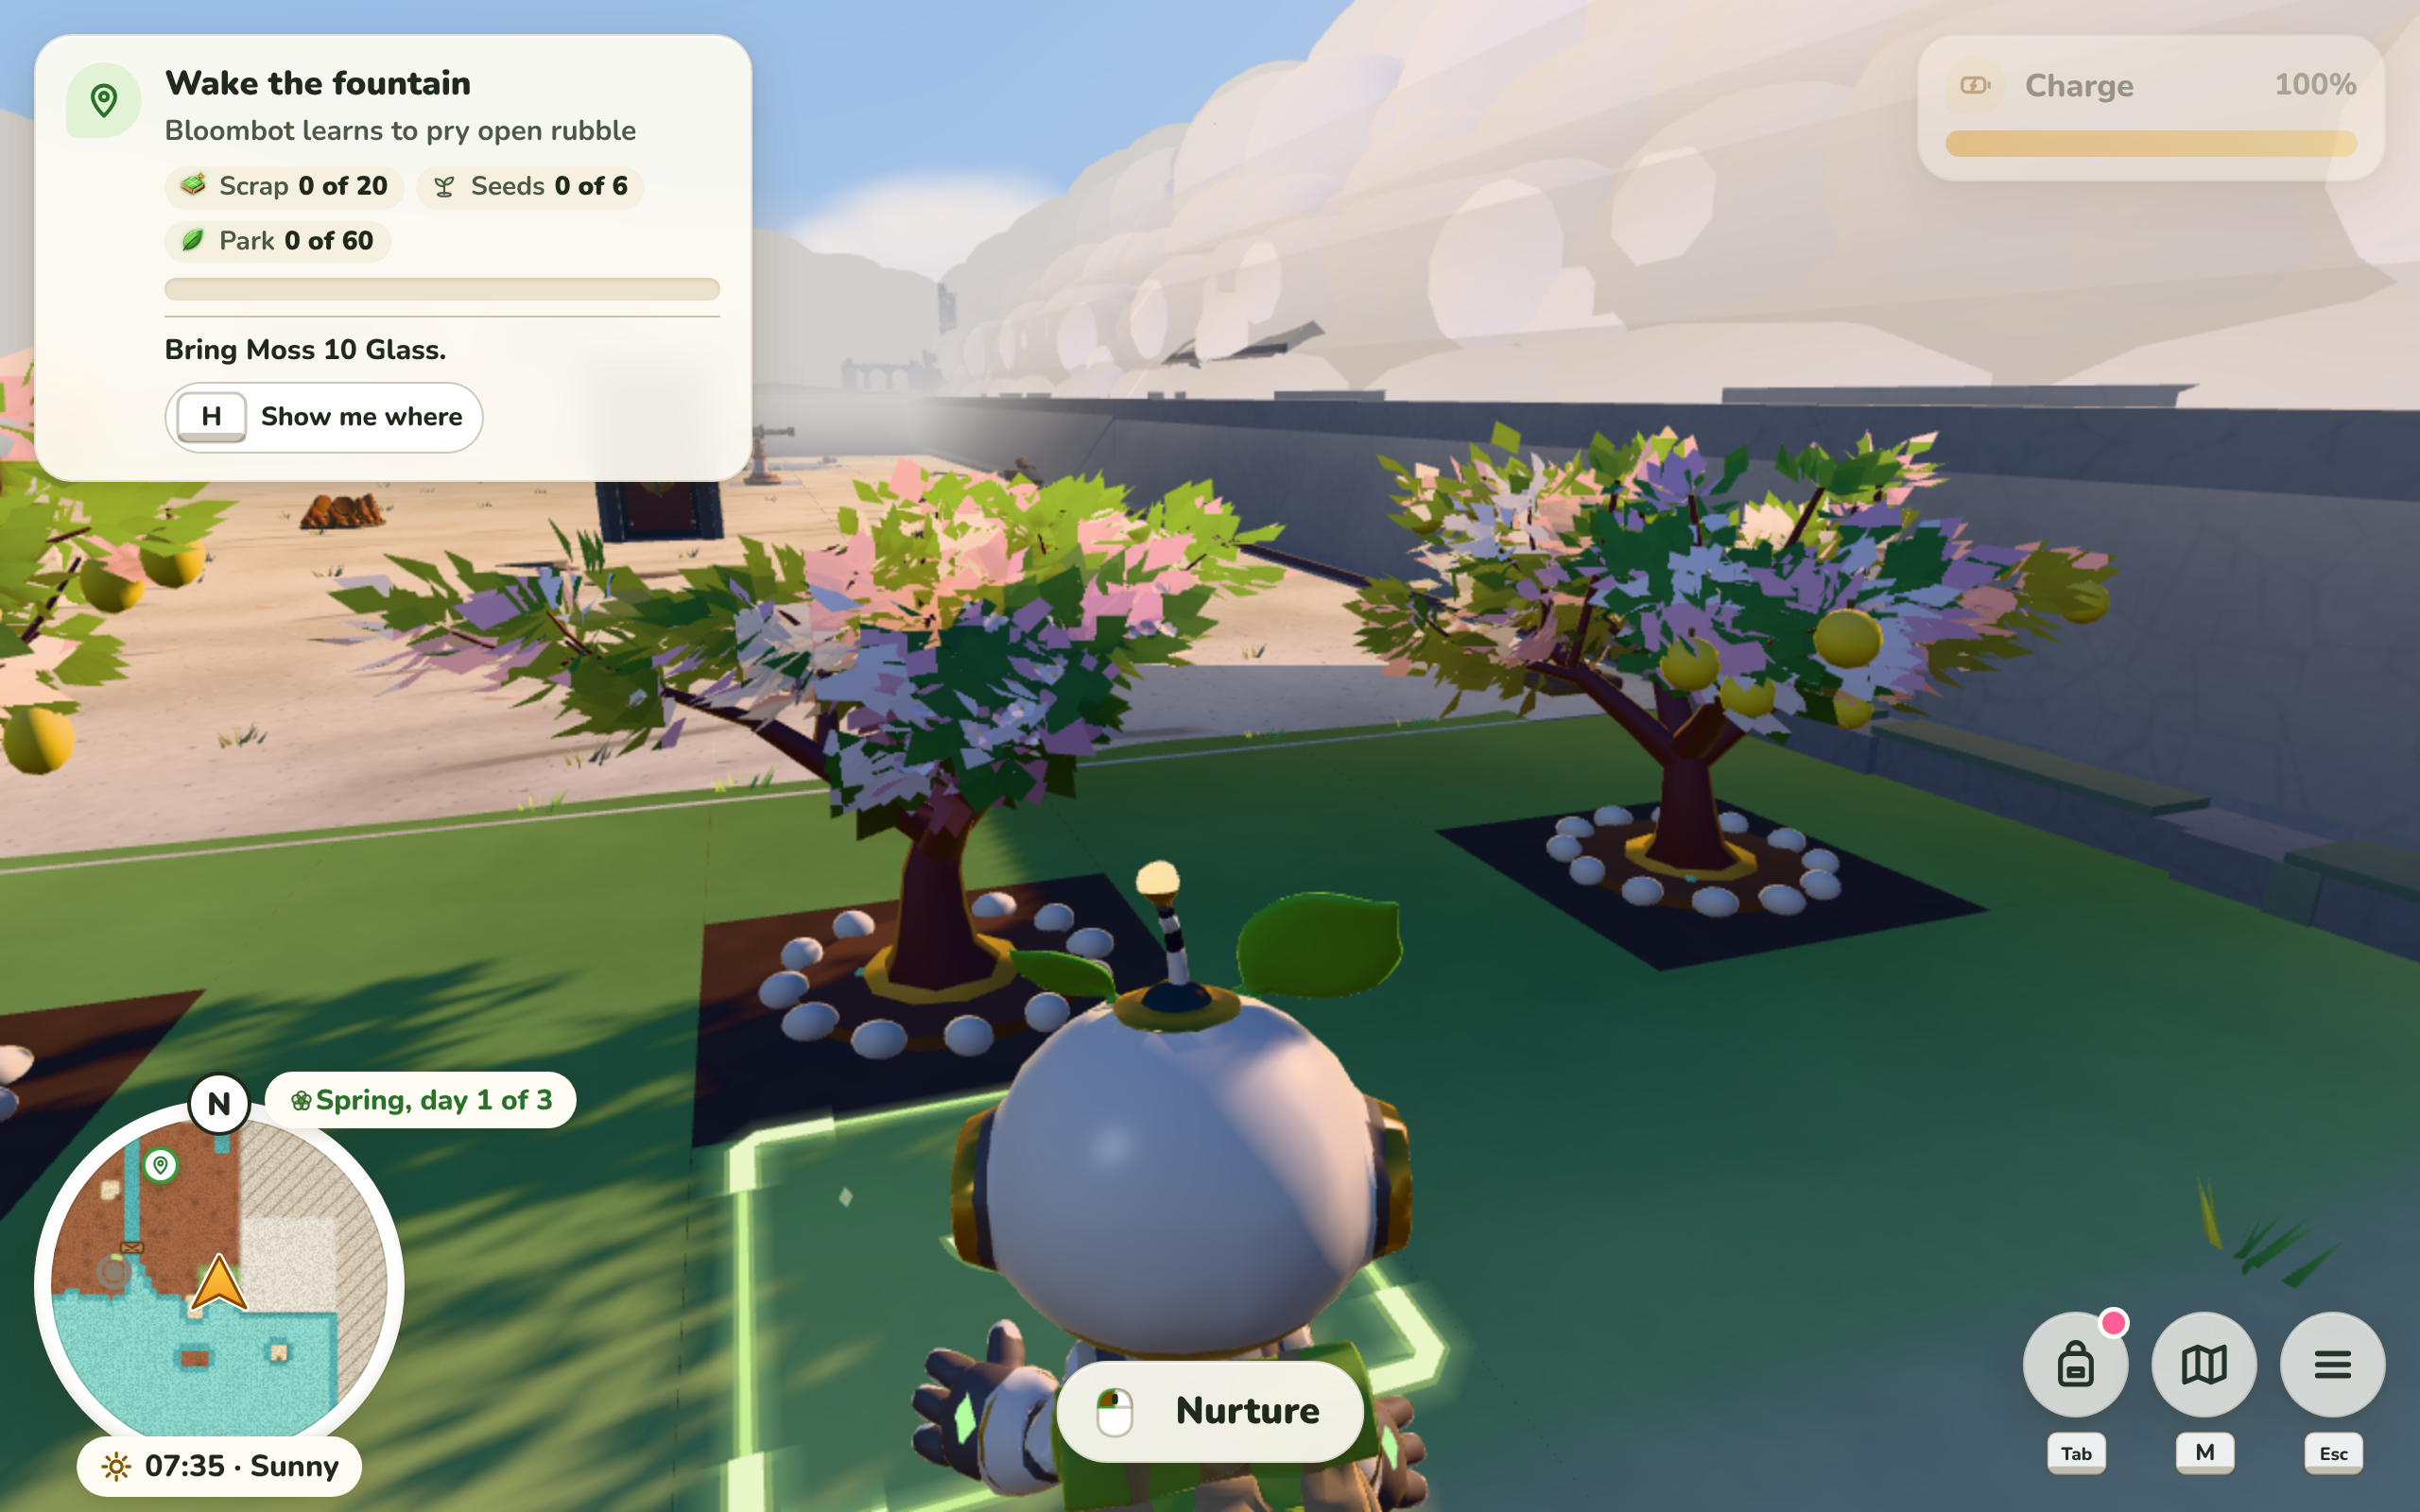 Wake the fountain
Bloombot learns to pry open rubble
Scrap 0 of 20 Seeds 0 of 6
Park 0 of 60
Bring Moss 10 Glass.
H Show me where
Charge 100%
N
Spring, day 1 of 3
07:35 · Sunny
Nurture
Tab M Esc